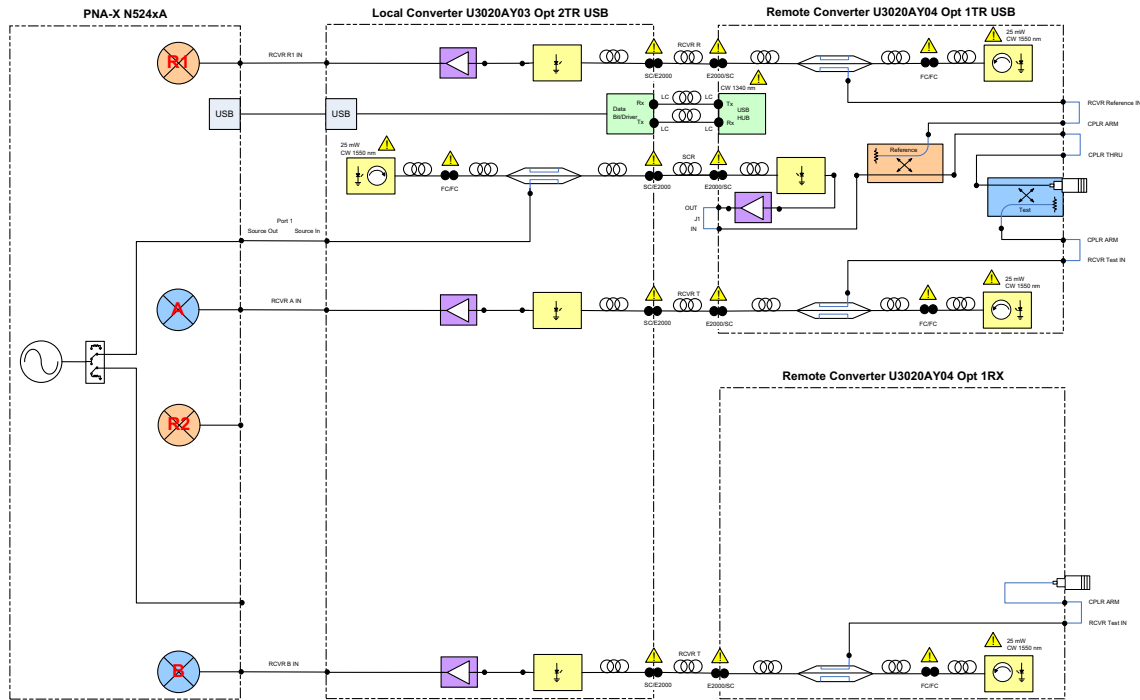 PNA-X N524xA
Local Converter U3020AY03 Opt 2TR USB
Remote Converter U3020AY04 Opt 1TR USB
R1
RCVR R1 IN
RCVR R
SC/E2000
E2000/SC
FC/FC
25 mW
CW 1550 nm
CW 1340 nm
USB
USB
Data
Bit/Driver
Rx
Tx
LC
LC
LC
LC
Tx
Rx
USB
HUB
RCVR Reference IN
CPLR ARM
CPLR THRU
25 mW
CW 1550 nm
FC/FC
SCR
SC/E2000
E2000/SC
Reference
Test
OUT
J1
IN
Port 1
Source Out
Source In
CPLR ARM
RCVR Test IN
A
RCVR A IN
RCVR T
SC/E2000
E2000/SC
FC/FC
25 mW
CW 1550 nm
R2
Remote Converter U3020AY04 Opt 1RX
CPLR ARM
RCVR Test IN
B
RCVR B IN
RCVR T
SC/E2000
E2000/SC
FC/FC
25 mW
CW 1550 nm